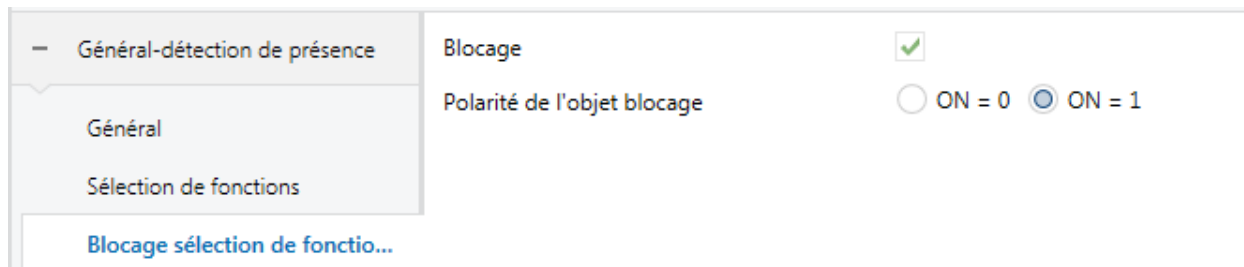 Général-détection de présence
Général
Sélection de fonctions
Blocage sélection de fonctio...
Blocage
Polarité de l'objet blocage
ON = 0 ON = 1